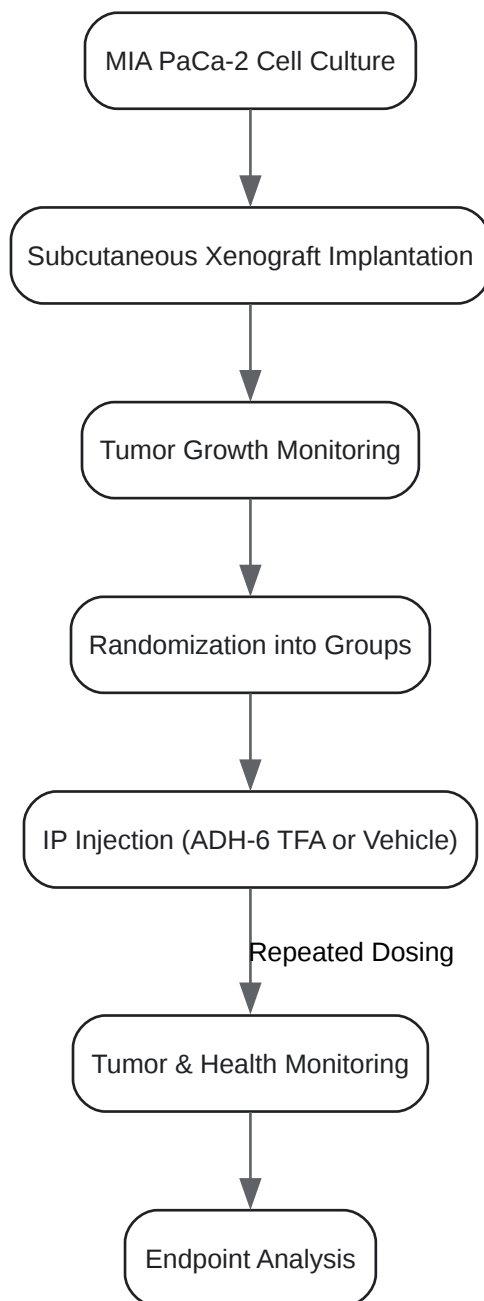 MIA PaCa-2 Cell Culture
Subcutaneous Xenograft Implantation
Tumor Growth Monitoring
Randomization into Groups
IP Injection (ADH-6 TFA or Vehicle)
Repeated Dosing
Tumor & Health Monitoring
Endpoint Analysis